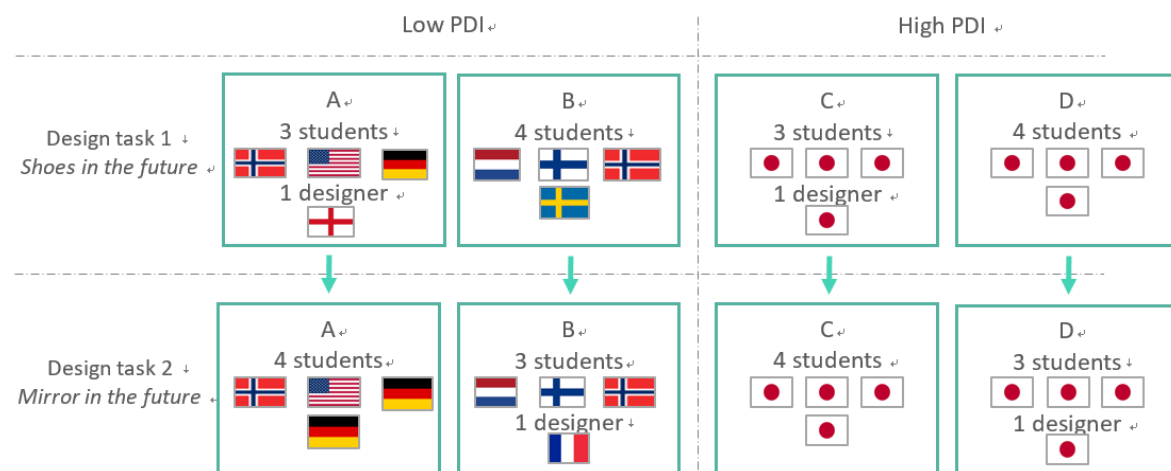 Low PDI
High PDI
Design task 1
Shoes in the future
A
3 students
1 designer
B
4 students
C
3 students
1 designer
D
4 students
Design task 2
Mirror in the future
A
4 students
B
3 students
1 designer
C
4 students
D
3 students
1 designer